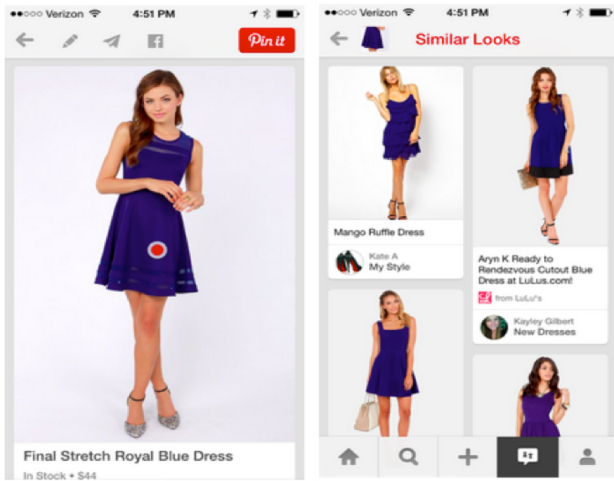 Verizon 4:51 PM
Pin it
Final Stretch Royal Blue Dress
In Stock • $44
Verizon 4:51 PM
Similar Looks
Mango Ruffle Dress
Kate A
My Style
Aryn K Ready to
Rendezvous Cutout Blue
Dress at LuLus.com!
from LuLu's
Kayley Gilbert
New Dresses